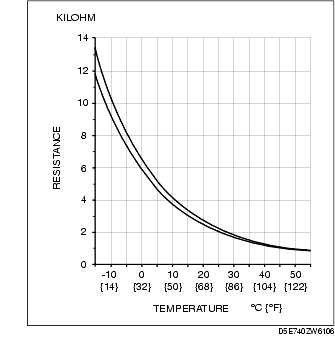 KILOHM
14
12
10
8
6
4
2
0
RESISTANCE
-10 0 10 20 30 40 50
{14} {32} {50} {68} {86} {104} {122}
TEMPERATURE °C {°F}
D5E740ZW6106